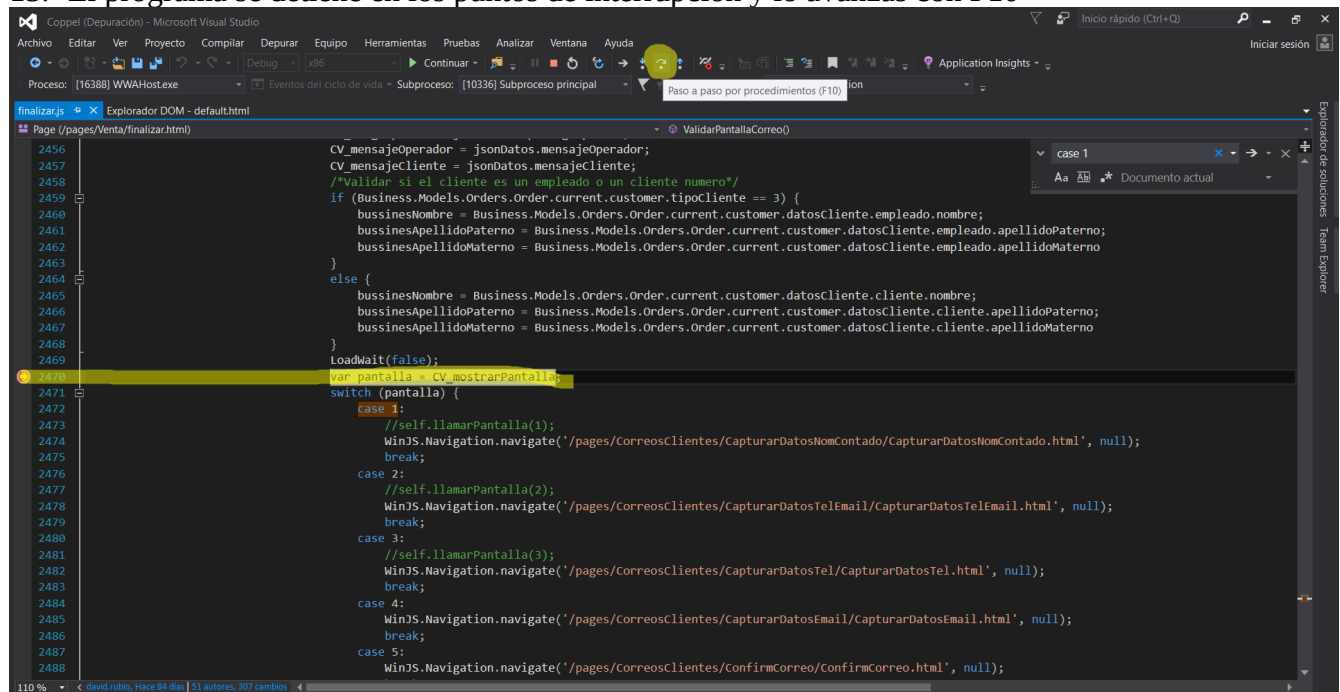 Coppel (Depuración) - Microsoft Visual Studio
Inicio rápido (Ctrl+Q)
Archivo Editar Ver Proyecto Compilar Depurar Equipo Herramientas Pruebas Analizar Ventana Ayuda
Iniciar sesión
Debug x86 Continuar Application Insights
Proceso: [16388] WWAHost.exe Eventos del ciclo de vida Subproceso: [10336] Subproceso principal
Paso a paso por procedimientos (F10)
ion
finalizar.js Explorador DOM - default.html
Page (/pages/Venta/finalizar.html) ValidarPantallaCorreo()
case 1
Aa Abl .* Documento actual
Explorador de soluciones
Team Explorer
2456 CV_mensajeOperador = jsonDatos.mensajeOperador;
2457 CV_mensajeCliente = jsonDatos.mensajeCliente;
2458 /*Validar si el cliente es un empleado o un cliente numero*/
2459 if (Business.Models.Orders.Order.current.customer.tipoCliente == 3) {
2460 bussinesNombre = Business.Models.Orders.Order.current.customer.datosCliente.empleado.nombre;
2461 bussinesApellidoPaterno = Business.Models.Orders.Order.current.customer.datosCliente.empleado.apellidoPaterno;
2462 bussinesApellidoMaterno = Business.Models.Orders.Order.current.customer.datosCliente.empleado.apellidoMaterno
2463 }
2464 else {
2465 bussinesNombre = Business.Models.Orders.Order.current.customer.datosCliente.cliente.nombre;
2466 bussinesApellidoPaterno = Business.Models.Orders.Order.current.customer.datosCliente.cliente.apellidoPaterno;
2467 bussinesApellidoMaterno = Business.Models.Orders.Order.current.customer.datosCliente.cliente.apellidoMaterno
2468 }
2469 LoadWait(false);
2470 var pantalla = CV_mostrarPantalla;
2471 switch (pantalla) {
2472 case 1:
2473 //self.llamarPantalla(1);
2474 WinJS.Navigation.navigate('/pages/CorreosClientes/CapturarDatosNomContado/CapturarDatosNomContado.html', null);
2475 break;
2476 case 2:
2477 //self.llamarPantalla(2);
2478 WinJS.Navigation.navigate('/pages/CorreosClientes/CapturarDatosTelEmail/CapturarDatosTelEmail.html', null);
2479 break;
2480 case 3:
2481 //self.llamarPantalla(3);
2482 WinJS.Navigation.navigate('/pages/CorreosClientes/CapturarDatosTel/CapturarDatosTel.html', null);
2483 break;
2484 case 4:
2485 WinJS.Navigation.navigate('/pages/CorreosClientes/CapturarDatosEmail/CapturarDatosEmail.html', null);
2486 break;
2487 case 5:
2488 WinJS.Navigation.navigate('/pages/CorreosClientes/ConfirmCorreo/ConfirmCorreo.html', null);
110 % david.rubio, Hace 84 días | 51 autores, 307 cambios